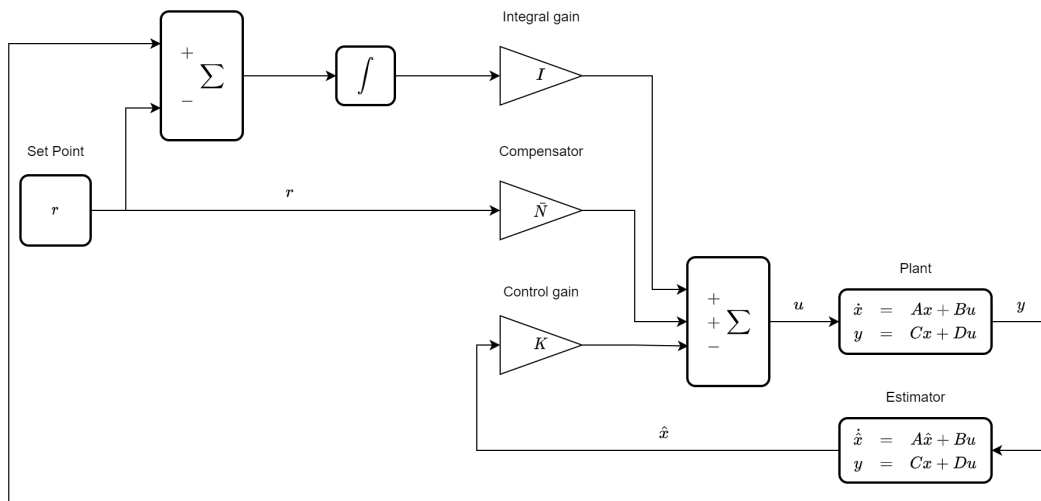 Integral gain
+
∑
−
∫
I
Set Point
r
r
Compensator
N̄
Control gain
K
+
+
−
∑
u
Plant
ẋ = Ax + Bu
y = Cx + Du
y
Estimator
x̂̇ = Ax̂ + Bu
y = Cx + Du
x̂